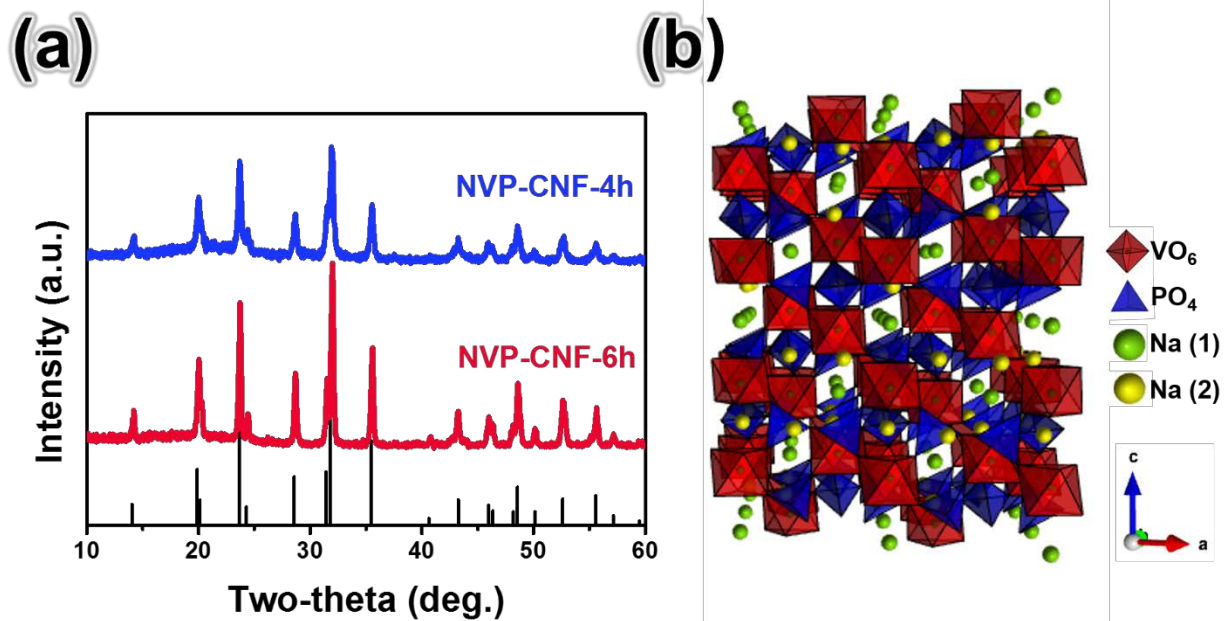 (a)
NVP-CNF-4h
NVP-CNF-6h
Intensity (a.u.)
10 20 30 40 50 60
Two-theta (deg.)
(b)
VO6
PO4
Na (1)
Na (2)
c
a